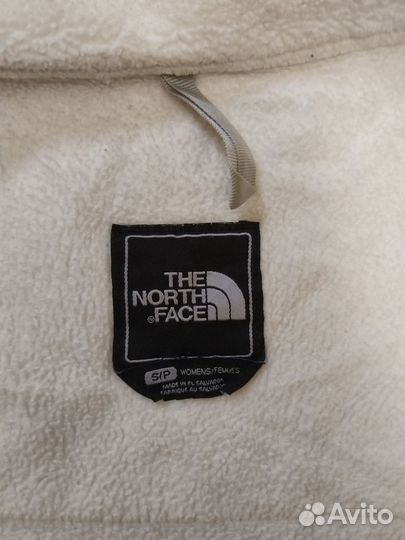 THE
NORTH
®FACE
S/P WOMENS/FEMMES
MADE IN EL SALVADOR
FABRIQUE AU SALVADOR
Avito